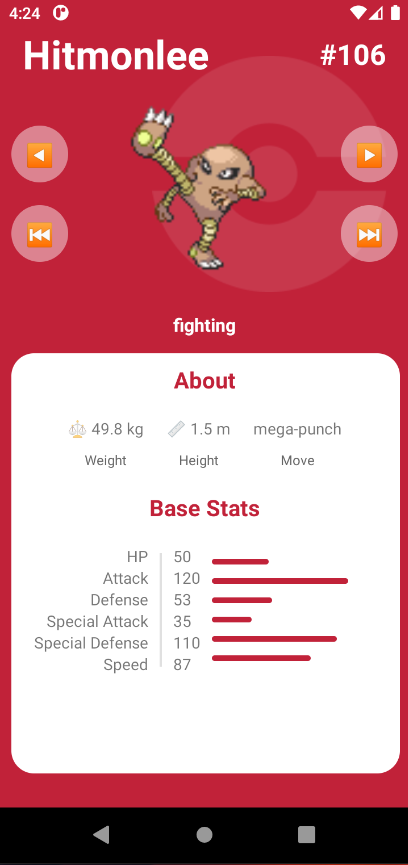 4:24
Hitmonlee
#106
fighting
About
49.8 kg
1.5 m
mega-punch
Weight
Height
Move
Base Stats
HP 50
Attack 120
Defense 53
Special Attack 35
Special Defense 110
Speed 87